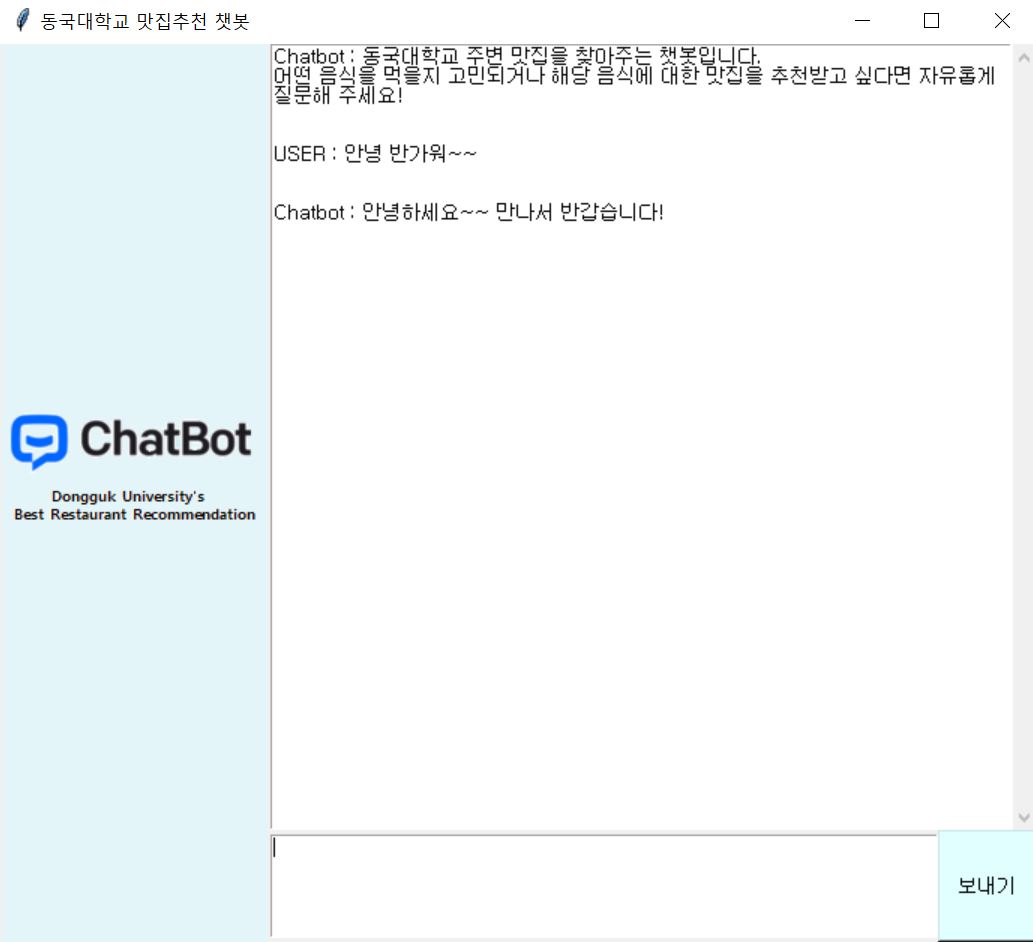 동국대학교 맛집추천 챗봇
Chatbot : 동국대학교 주변 맛집을 찾아주는 챗봇입니다.
어떤 음식을 먹을지 고민되거나 해당 음식에 대한 맛집을 추천받고 싶다면 자유롭게
질문해 주세요!
USER : 안녕 반가워~~
Chatbot : 안녕하세요~~ 만나서 반갑습니다!
ChatBot
Dongguk University's
Best Restaurant Recommendation
보내기